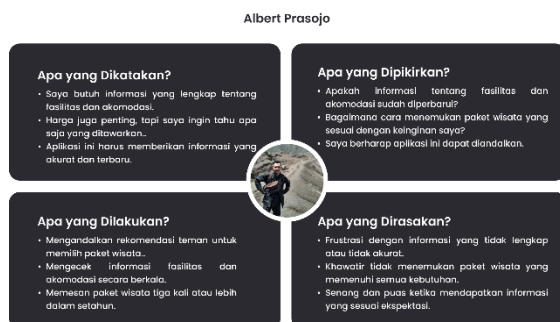 Albert Prasojo
Apa yang Dikatakan?
• Saya butuh informasi yang lengkap tentang
fasilitas dan akomodasi.
• Harga juga penting, tapi saya ingin tahu apa
saja yang ditawarkan..
• Aplikasi ini harus memberikan informasi yang
akurat dan terbaru.
Apa yang Dipikirkan?
• Apakah informasi tentang fasilitas dan
akomodasi sudah diperbarui?
• Bagaimana cara menemukan paket wisata yang
sesuai dengan keinginan saya?
• Saya berharap aplikasi ini dapat diandalkan.
Apa yang Dilakukan?
• Mengandalkan rekomendasi teman untuk
memilih paket wisata..
• Mengecek informasi fasilitas dan
akomodasi secara berkala.
• Memesan paket wisata tiga kali atau lebih
dalam setahun.
Apa yang Dirasakan?
• Frustrasi dengan informasi yang tidak lengkap
atau tidak akurat.
• Khawatir tidak menemukan paket wisata yang
memenuhi semua kebutuhan.
• Senang dan puas ketika mendapatkan informasi
yang sesuai ekspektasi.